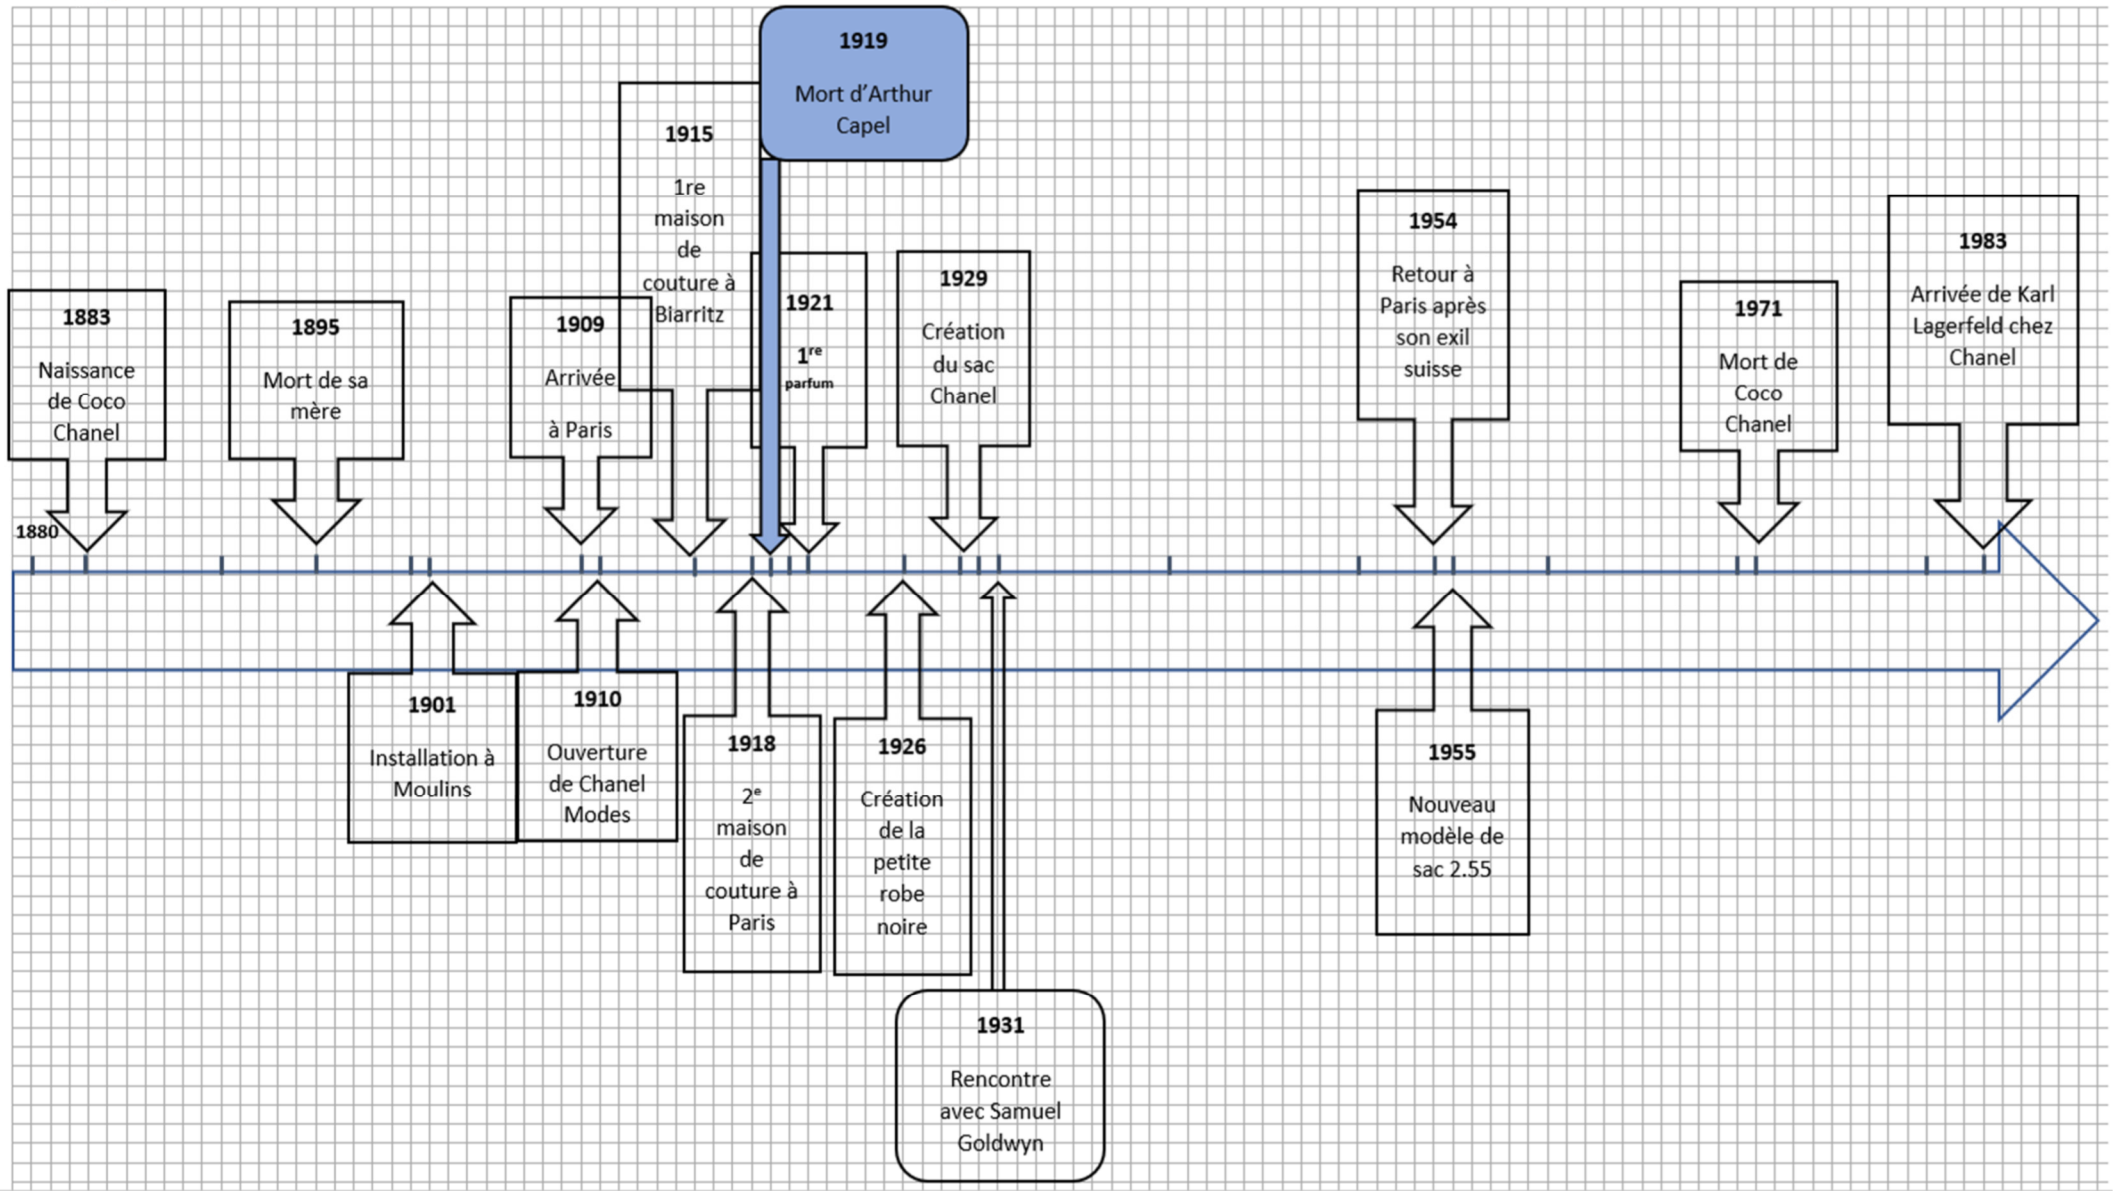 1919
Mort d’Arthur
Capel
1915
1re
maison
de
couture à
Biarritz
1954
Retour à
Paris après
son exil
suisse
1983
Arrivée de Karl
Lagerfeld chez
Chanel
1883
Naissance
de Coco
Chanel
1895
Mort de sa
mère
1909
Arrivée
à Paris
1921
1re
parfum
1929
Création
du sac
Chanel
1971
Mort de
Coco
Chanel
1880
1901
Installation à
Moulins
1910
Ouverture
de Chanel
Modes
1918
2e
maison
de
couture à
Paris
1926
Création
de la
petite
robe
noire
1955
Nouveau
modèle de
sac 2.55
1931
Rencontre
avec Samuel
Goldwyn